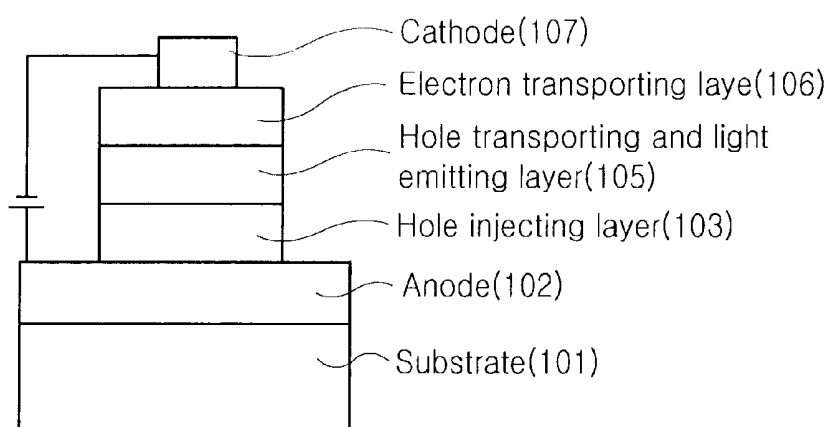 Cathode(107)
Electron transporting laye(106)
Hole transporting and light
emitting layer(105)
Hole injecting layer(103)
Anode(102)
Substrate(101)